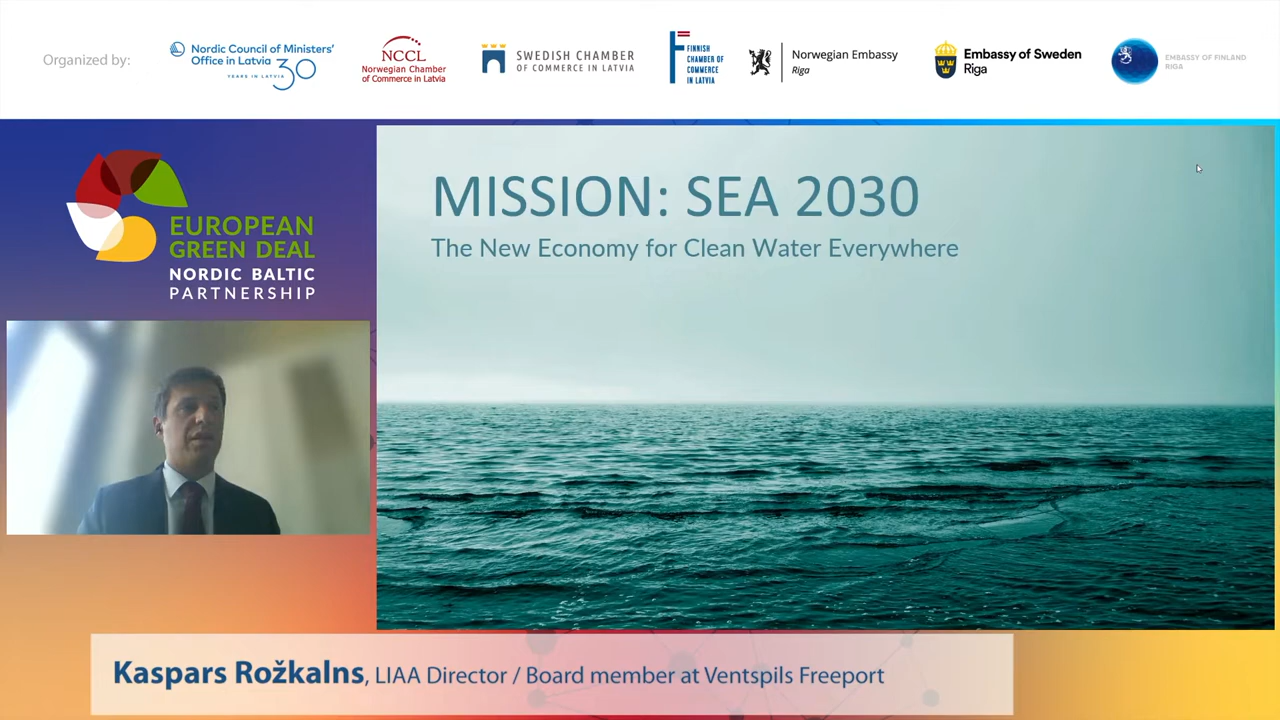 Organized by:
Nordic Council of Ministers'
Office in Latvia
YEARS IN LATVIA 30
NCCL
Norwegian Chamber
of Commerce in Latvia
SWEDISH CHAMBER
OF COMMERCE IN LATVIA
FINNISH
CHAMBER OF
COMMERCE
IN LATVIA
Norwegian Embassy
Riga
Embassy of Sweden
Riga
EMBASSY OF FINLAND
RIGA
EUROPEAN
GREEN DEAL
NORDIC BALTIC
PARTNERSHIP
MISSION: SEA 2030
The New Economy for Clean Water Everywhere
Kaspars Rožkalns, LIAA Director / Board member at Ventspils Freeport